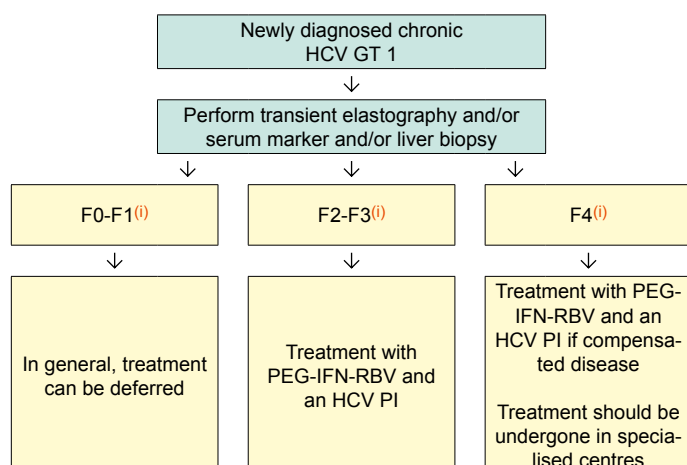 Newly diagnosed chronic
HCV GT 1
Perform transient elastography and/or
serum marker and/or liver biopsy
F0-F1(i)
F2-F3(i)
F4(i)
In general, treatment
can be deferred
Treatment with
PEG-IFN-RBV and
an HCV PI
Treatment with PEG-
IFN-RBV and an
HCV PI if compensa-
ted disease
Treatment should be
undergone in specia-
lised centres